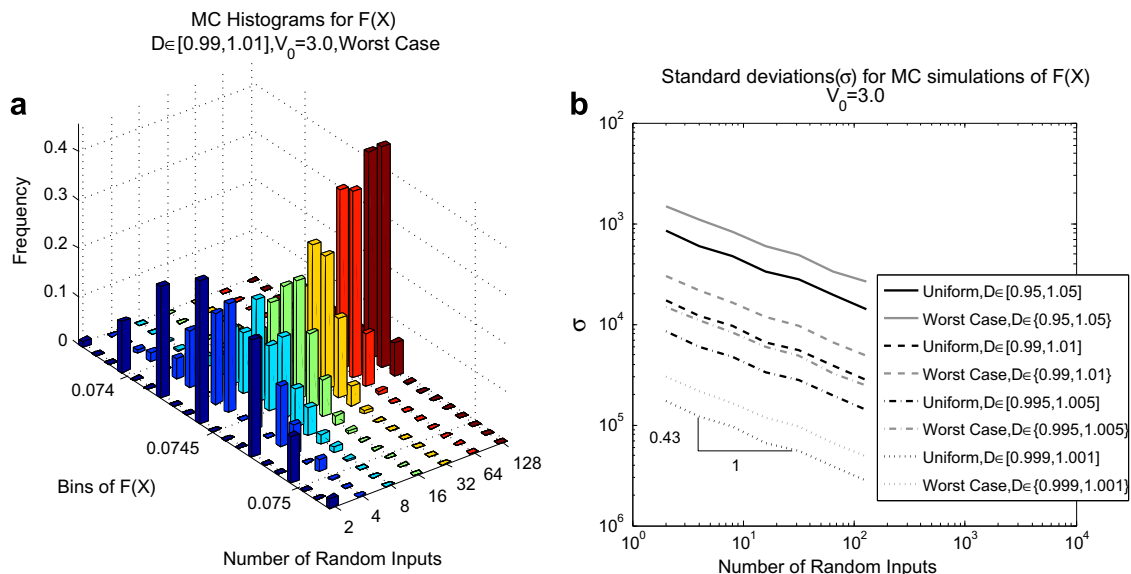 MC Histograms for F(X)
D∈[0.99,1.01],V0=3.0,Worst Case
a
Frequency
0.4
0.3
0.2
0.1
0
0.074
0.0745
0.075
Bins of F(X)
2
4
8
16
32
64
128
Number of Random Inputs
Standard deviations(σ) for MC simulations of F(X)
V0=3.0
b
σ
10^2
10^3
10^4
10^5
10^6
10^0
10^1
10^2
10^3
10^4
Number of Random Inputs
0.43
1
Uniform,D∈[0.95,1.05]
Worst Case,D∈{0.95,1.05}
Uniform,D∈[0.99,1.01]
Worst Case,D∈{0.99,1.01}
Uniform,D∈[0.995,1.005]
Worst Case,D∈{0.995,1.005}
Uniform,D∈[0.999,1.001]
Worst Case,D∈{0.999,1.001}